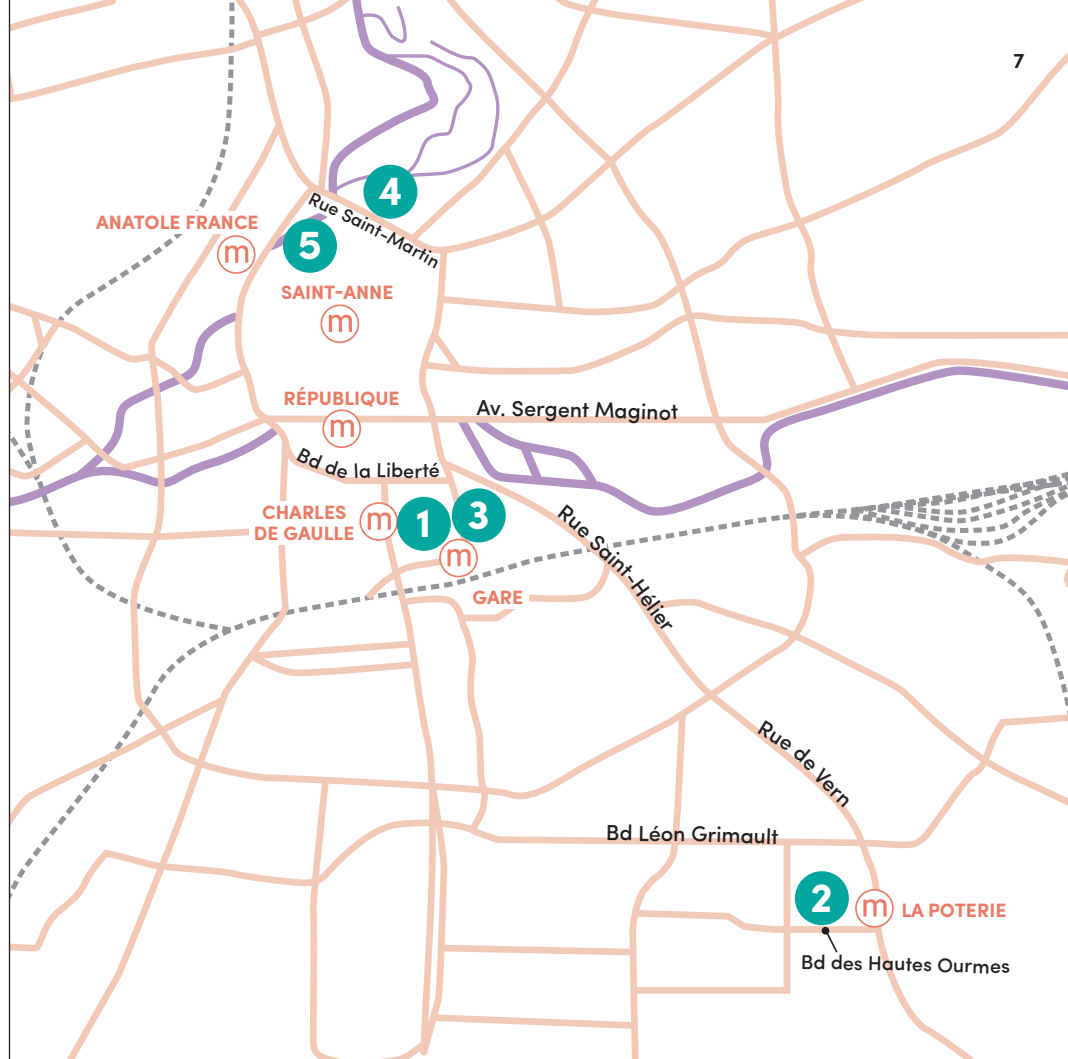 7
4
Rue Saint-Martin
ANATOLE FRANCE
m
5
SAINT-ANNE
m
RÉPUBLIQUE
m
Av. Sergent Maginot
Bd de la Liberté
CHARLES
DE GAULLE
m
1
3
m
GARE
Rue Saint-Hélier
Rue de Vern
Bd Léon Grimault
2
m
LA POTERIE
Bd des Hautes Ourmes